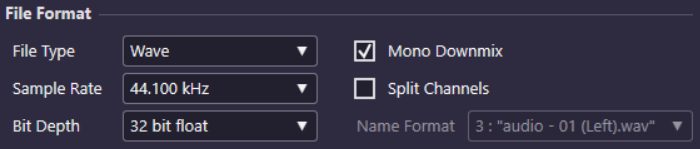 File Format
File Type Wave Mono Downmix
Sample Rate 44.100 kHz Split Channels
Bit Depth 32 bit float Name Format 3 : "audio - 01 (Left).wav"